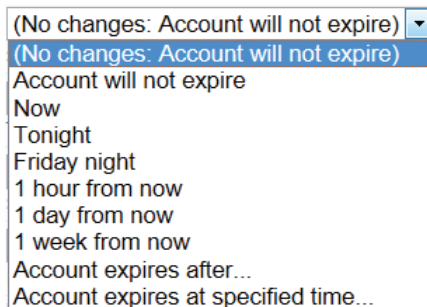 (No changes: Account will not expire)
(No changes: Account will not expire)
Account will not expire
Now
Tonight
Friday night
1 hour from now
1 day from now
1 week from now
Account expires after...
Account expires at specified time...